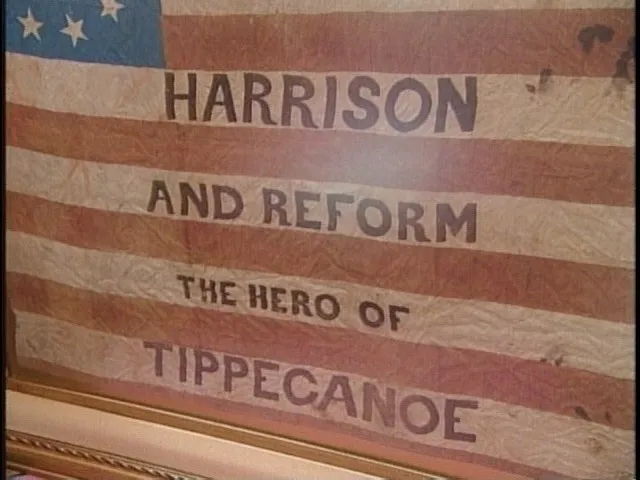 HARRISON
AND REFORM
THE HERO OF
TIPPECANOE